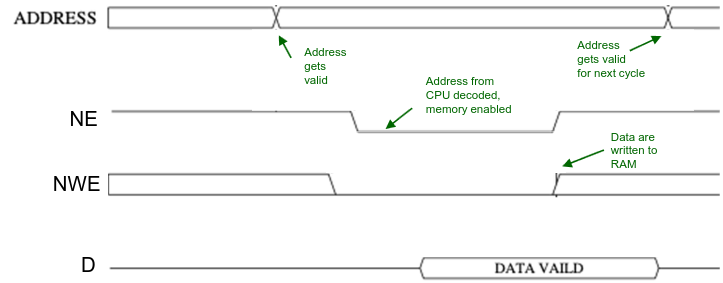 ADDRESS
Address
gets
valid
Address
gets valid
for next cycle
Address from
CPU decoded,
memory enabled
NE
Data are
written to
RAM
NWE
D
DATA VAILD